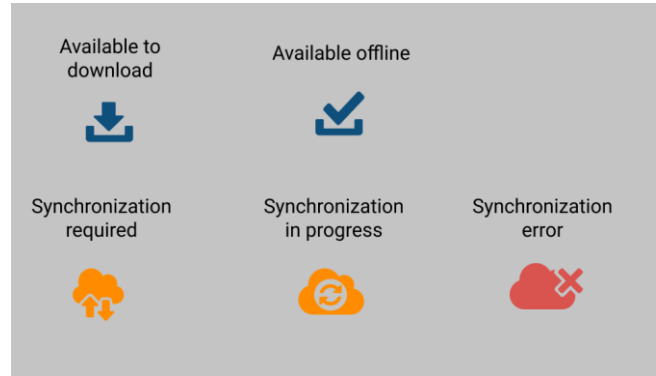 Available to
download
Available offline
Synchronization
required
Synchronization
in progress
Synchronization
error